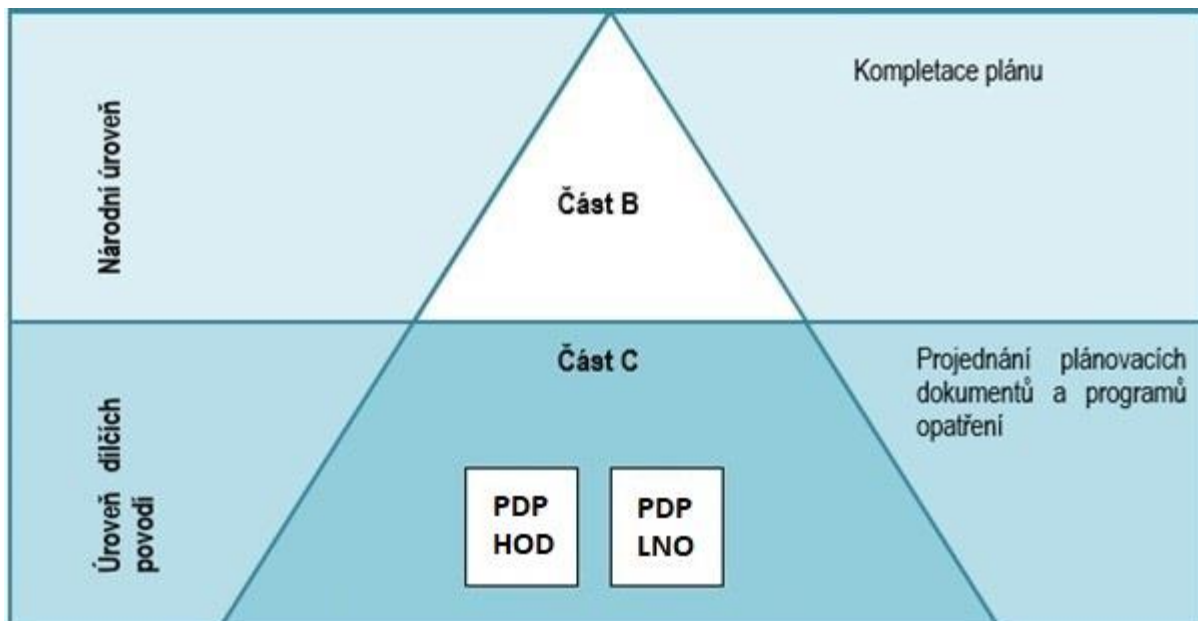 Národní úroveň
Kompletace plánu
Část B
Úroveň dílčích
povodí
Část C
Projednání plánovacích
dokumentů a programů
opatření
PDP
HOD
PDP
LNO